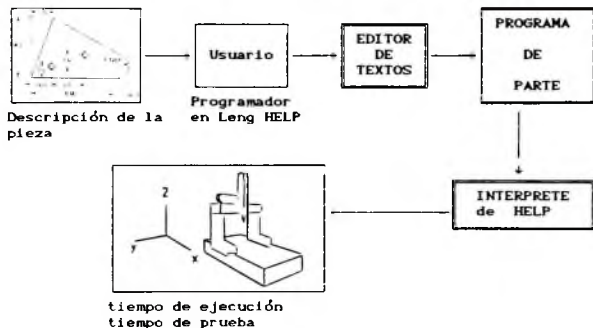 Usuario
EDITOR
DE
TEXTOS
PROGRAMA
DE
PARTE
Descripción de la
pieza
Programador
en Leng HELP
INTERPRETE
de HELP
Z
y
x
tiempo de ejecución
tiempo de prueba